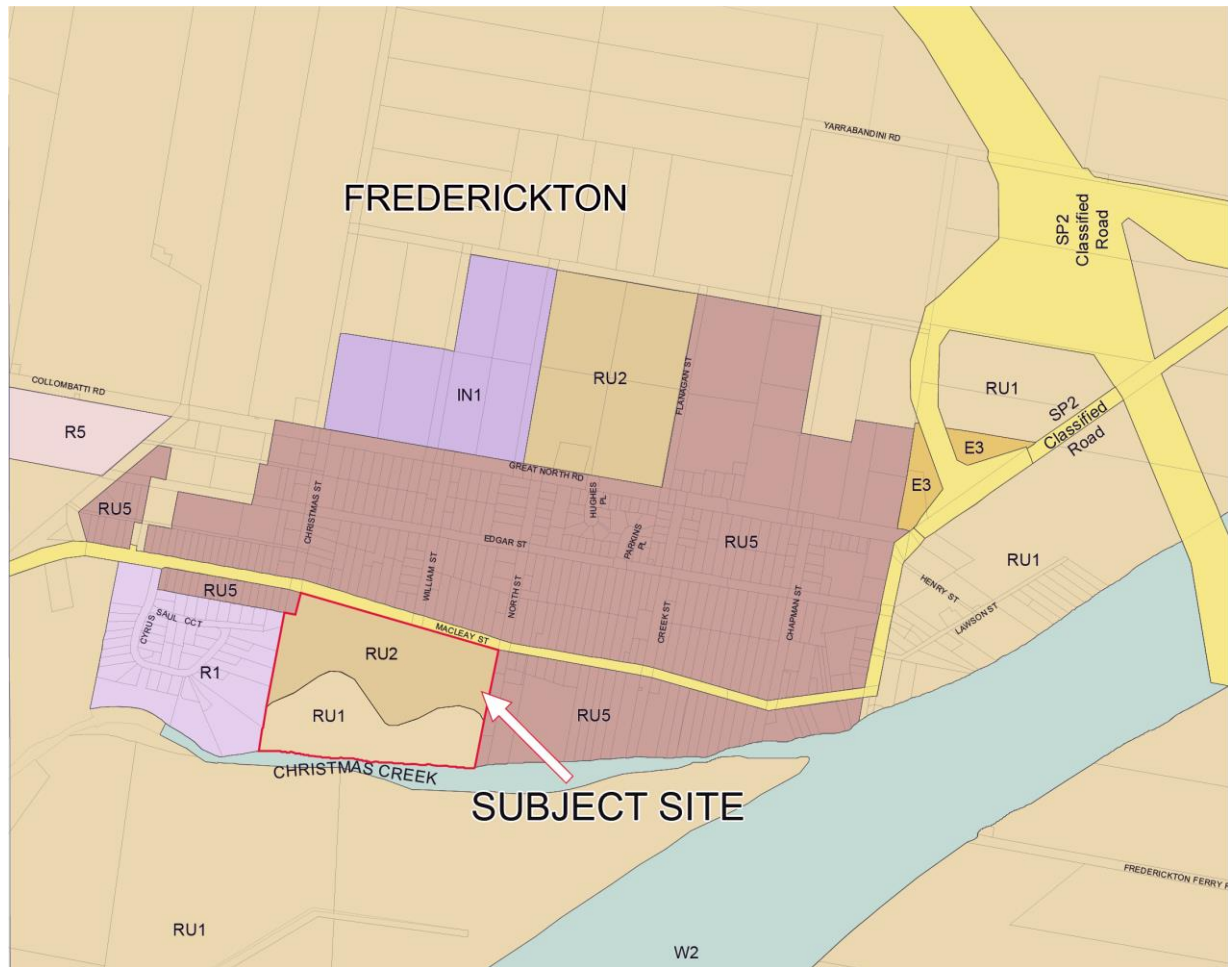 YARRABANDINI RD
FREDERICKTON
SP2
Classified
Road
COLLOMBATTI RD
R5
IN1
RU2
FLANAGAN ST
RU1
SP2
Classified
Road
E3
E3
GREAT NORTH RD
HUGHES
PL
RU5
CHRISTMAS ST
EDGAR ST
PARKINS
PL
RU5
RU1
WILLIAM ST
NORTH ST
HENRY ST
RU5
CREEK ST
CHAPMAN ST
LAWSON ST
SAUL CCT
CYRUS
MACLEAY ST
R1
RU2
RU1
RU5
CHRISTMAS CREEK
SUBJECT SITE
FREDERICKTON FERRY
RU1
W2